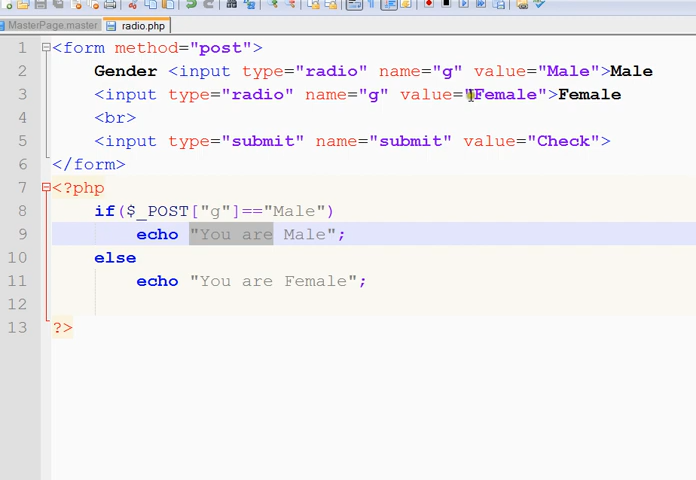 MasterPage.master radio.php
1 <form method="post">
2 Gender <input type="radio" name="g" value="Male">Male
3 <input type="radio" name="g" value="Female">Female
4 <br>
5 <input type="submit" name="submit" value="Check">
6 </form>
7 <?php
8 if($_POST["g"]=="Male")
9 echo "You are Male";
10 else
11 echo "You are Female";
12
13 ?>